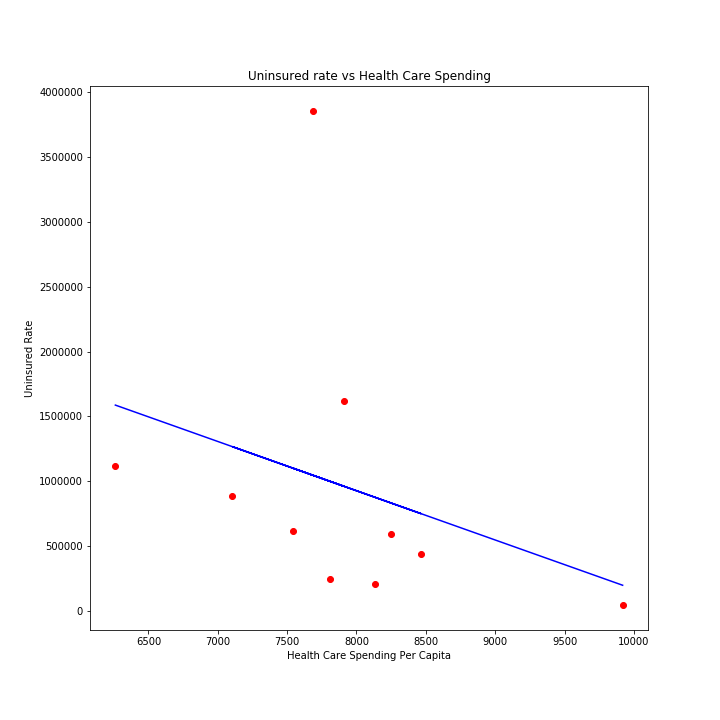 Uninsured rate vs Health Care Spending
4000000
3500000
3000000
2500000
2000000
1500000
1000000
500000
0
Uninsured Rate
6500 7000 7500 8000 8500 9000 9500 10000
Health Care Spending Per Capita